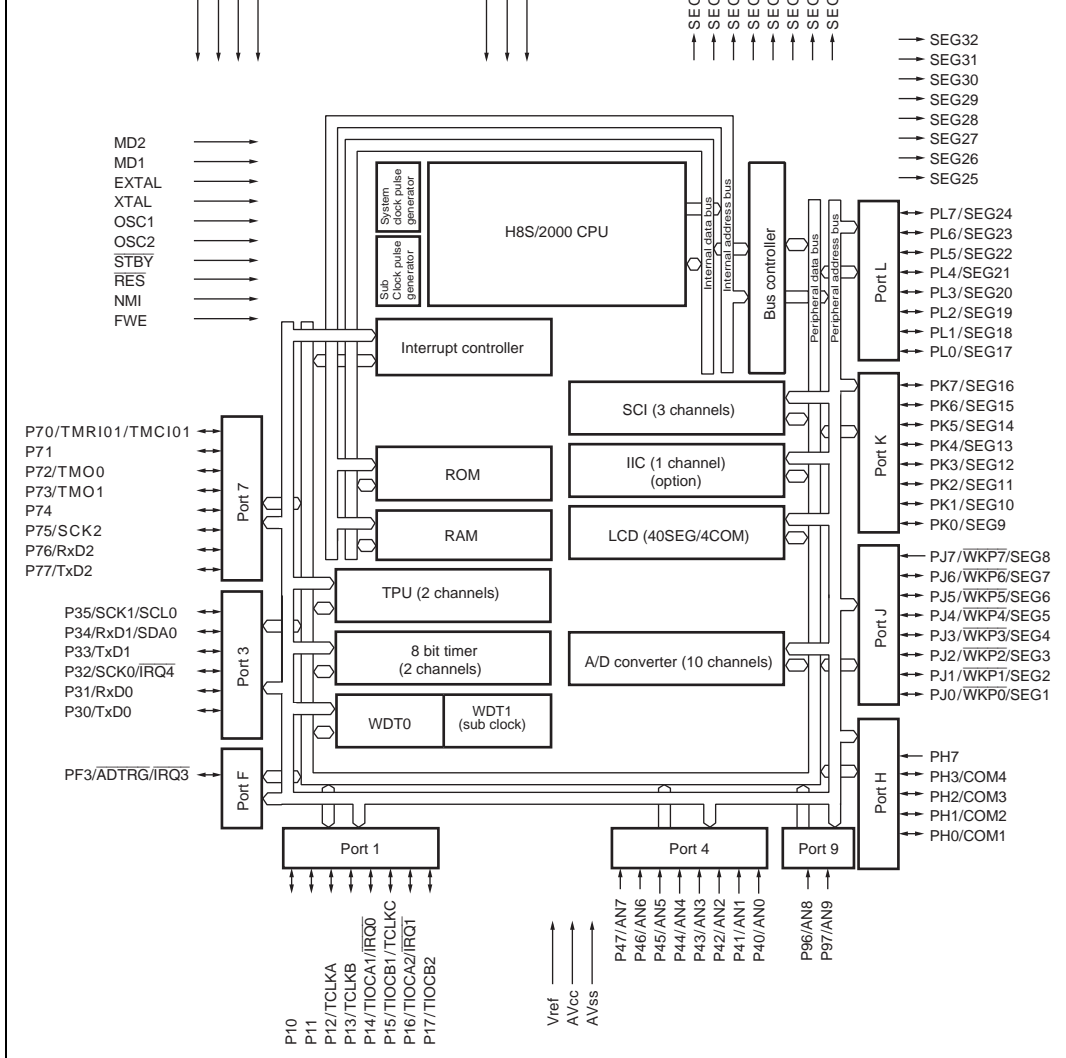 SEG
SEG
SEG
SEG
SEG
SEG
SEG
SEG
SEG32
SEG31
SEG30
SEG29
SEG28
SEG27
SEG26
SEG25
MD2
MD1
EXTAL
XTAL
OSC1
OSC2
STBY
RES
NMI
FWE
System clock pulse generator
Sub Clock pulse generator
H8S/2000 CPU
Internal data bus
Internal address bus
Bus controller
Peripheral data bus
Peripheral address bus
Port L
PL7/SEG24
PL6/SEG23
PL5/SEG22
PL4/SEG21
PL3/SEG20
PL2/SEG19
PL1/SEG18
PL0/SEG17
Interrupt controller
SCI (3 channels)
Port K
PK7/SEG16
PK6/SEG15
PK5/SEG14
PK4/SEG13
PK3/SEG12
PK2/SEG11
PK1/SEG10
PK0/SEG9
P70/TMRI01/TMCI01
P71
P72/TMO0
P73/TMO1
P74
P75/SCK2
P76/RxD2
P77/TxD2
Port 7
ROM
IIC (1 channel)
(option)
RAM
LCD (40SEG/4COM)
Port J
PJ7/WKP7/SEG8
PJ6/WKP6/SEG7
PJ5/WKP5/SEG6
PJ4/WKP4/SEG5
PJ3/WKP3/SEG4
PJ2/WKP2/SEG3
PJ1/WKP1/SEG2
PJ0/WKP0/SEG1
P35/SCK1/SCL0
P34/RxD1/SDA0
P33/TxD1
P32/SCK0/IRQ4
P31/RxD0
P30/TxD0
Port 3
TPU (2 channels)
8 bit timer
(2 channels)
A/D converter (10 channels)
WDT0
WDT1
(sub clock)
PF3/ADTRG/IRQ3
Port F
Port H
PH7
PH3/COM4
PH2/COM3
PH1/COM2
PH0/COM1
Port 1
Port 4
Port 9
P10
P11
P12/TCLKA
P13/TCLKB
P14/TIOCA1/IRQ0
P15/TIOCB1/TCLKC
P16/TIOCA2/IRQ1
P17/TIOCB2
Vref
AVcc
AVss
P47/AN7
P46/AN6
P45/AN5
P44/AN4
P43/AN3
P42/AN2
P41/AN1
P40/AN0
P96/AN8
P97/AN9